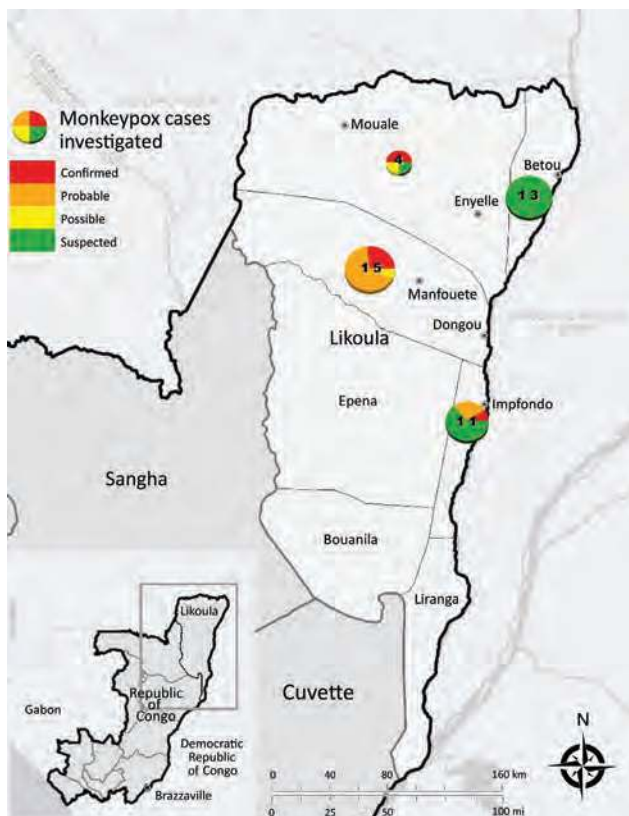 Monkeypox cases
investigated
Confirmed
Probable
Possible
Suspected
Mouale
4
Betou
13
Enyelle
15
Manfouete
Dongou
Likoula
Impfondo
Epena
11
Sangha
Bouanila
Liranga
Likoula
Cuvette
Republic
of
Congo
Gabon
Democratic
Republic
of Congo
Brazzaville
N
0 40 80 160 km
0 25 50 100 mi